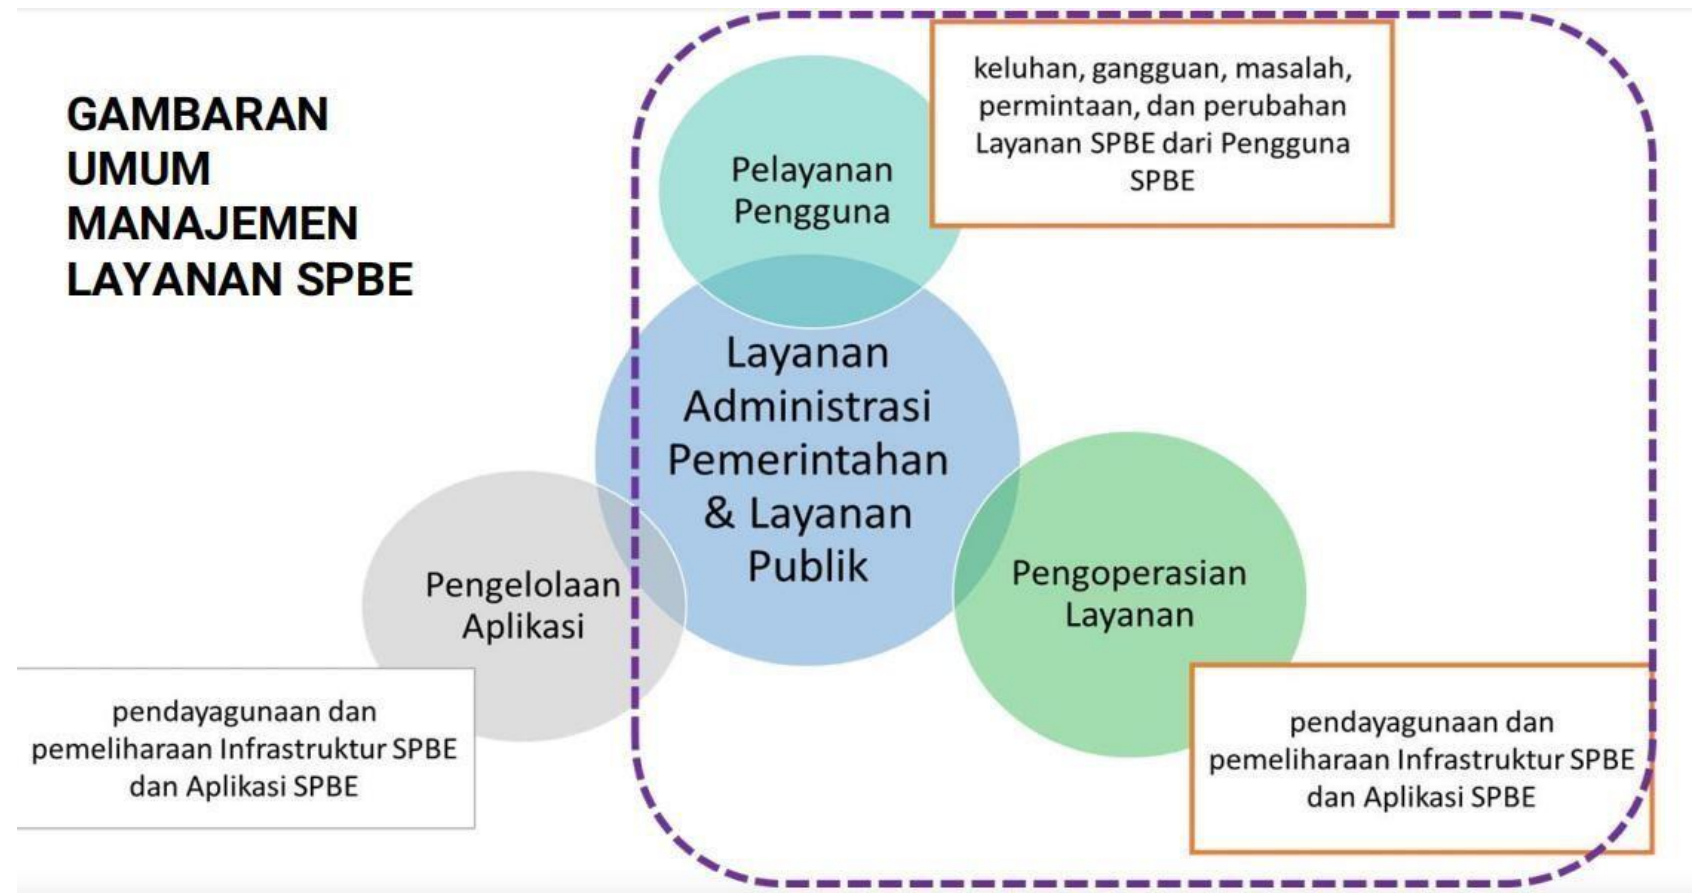 GAMBARAN
UMUM
MANAJEMEN
LAYANAN SPBE
keluhan, gangguan, masalah,
permintaan, dan perubahan
Layanan SPBE dari Pengguna
SPBE
Pelayanan
Pengguna
Layanan
Administrasi
Pemerintahan
& Layanan
Publik
Pengelolaan
Aplikasi
Pengoperasian
Layanan
pendayagunaan dan
pemeliharaan Infrastruktur SPBE
dan Aplikasi SPBE
pendayagunaan dan
pemeliharaan Infrastruktur SPBE
dan Aplikasi SPBE